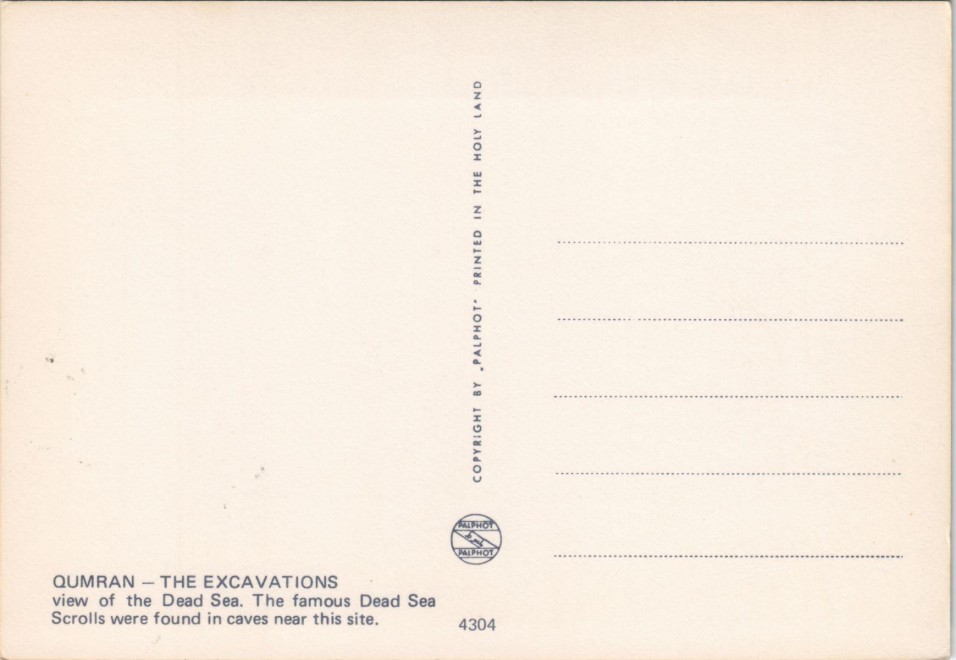 COPYRIGHT BY „PALPHOT" PRINTED IN THE HOLY LAND
PALPHOT
PALPHOT
QUMRAN – THE EXCAVATIONS
view of the Dead Sea. The famous Dead Sea
Scrolls were found in caves near this site.
4304